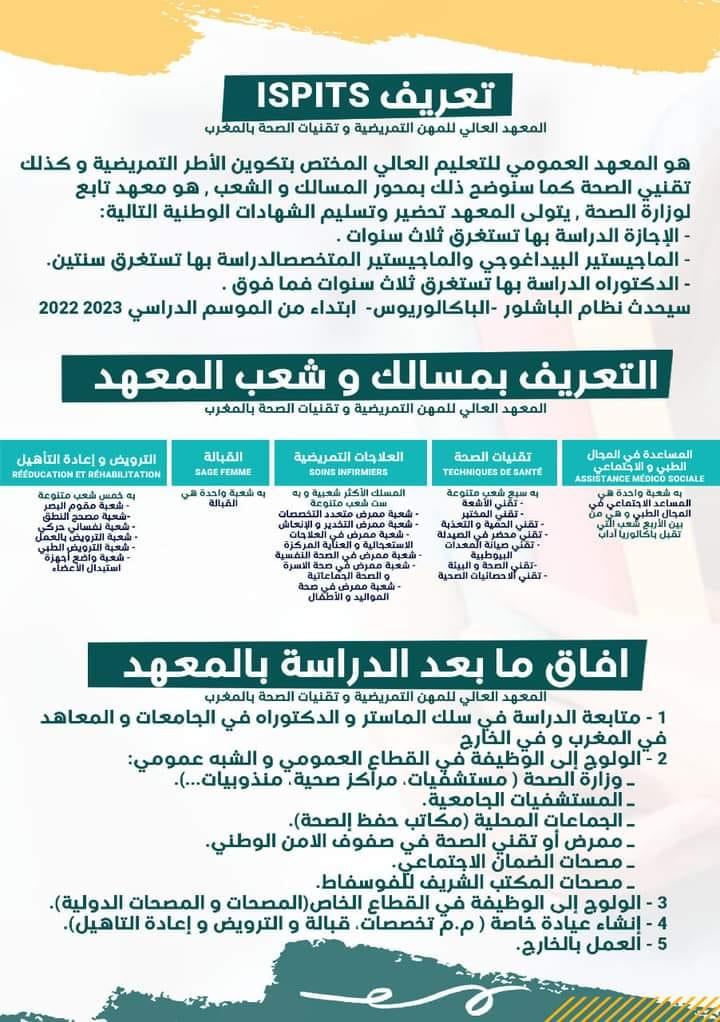 تعريف ISPITS
المعهد العالي للمهن التمريضية و تقنيات الصحة بالمغرب
هو المعهد العمومي للتعليم العالي المختص بتكوين الأطر التمريضية و كذلك
تقنيي الصحة كما سنوضح ذلك بمحور المسالك و الشعب , هو معهد تابع
لوزارة الصحة , يتولى المعهد تحضير وتسليم الشهادات الوطنية التالية:
- الإجازة الدراسة بها تستغرق ثلاث سنوات .
- الماجيستير البيداغوجي والماجيستير المتخصصالدراسة بها تستغرق سنتين.
- الدكتوراه الدراسة بها تستغرق ثلاث سنوات فما فوق .
سيحدث نظام الباشلور -الباكالوريوس- ابتداء من الموسم الدراسي 2023 2022
التعريف بمسالك و شعب المعهد
المعهد العالي للمهن التمريضية و تقنيات الصحة بالمغرب
المساعدة في المجال
الطبي و الاجتماعي
ASSISTANCE MÉDICO SOCIALE
به شعبة واحدة هي
المساعد الاجتماعي في
المجال الطبي و هي من
بين الأربع شعب التي
تقبل باكالوريا آداب
تقنيات الصحة
TECHNIQUES DE SANTÉ
به سبع شعب متنوعة
- تقني الأشعة
- تقني المختبر
- تقني الحمية و التغذية
- تقني محضر في الصيدلة
- تقني صيانة المعدات
البيوطبية
-تقني الصحة و البيئة
- تقني الاحصائيات الصحية
العلاجات التمريضية
SOINS INFIRMIERS
المسلك الأكثر شعبية و به
ست شعب متنوعة
- شعبة ممرض متعدد التخصصات
- شعبة ممرض التخدير و الإنعاش
- شعبة ممرض في العلاجات
الاستعجالية و العناية المركزة
- شعبة ممرض في الصحة النفسية
- شعبة ممرض في صحة الاسرة
و الصحة الجماعاتية
- شعبة ممرض في صحة
المواليد و الأطفال
القبالة
SAGE FEMME
به شعبة واحدة هي
القبالة
الترويض و إعادة التأهيل
RÉÉDUCATION ET RÉHABILITATION
به خمس شعب متنوعة
- شعبة مقوم البصر
-شعبة مصحح النطق
- شعبة نفساني حركي
- شعبة الترويض بالعمل
- شعبة الترويض الطبي
- شعبة واضع أجهزة
استبدال الأعضاء
افاق ما بعد الدراسة بالمعهد
المعهد العالي للمهن التمريضية و تقنيات الصحة بالمغرب
1 - متابعة الدراسة في سلك الماستر و الدكتوراه في الجامعات و المعاهد
في المغرب و في الخارج
2 - الولوج إلى الوظيفة في القطاع العمومي و الشبه عمومي:
ـ وزارة الصحة ( مستشفيات، مراكز صحية، منذوبيات...).
ـ المستشفيات الجامعية.
ـ الجماعات المحلية (مكاتب حفظ إلصحة).
ـ ممرض أو تقني الصحة في صفوف الامن الوطني.
ـ مصحات الضمان الاجتماعي.
ـ مصحات المكتب الشريف للفوسفاط.
3 - الولوج إلى الوظيفة في القطاع الخاص(المصحات و المصحات الدولية).
4 - إنشاء عيادة خاصة ( م.م تخصصات، قبالة و الترويض و إعادة التاهيل).
5 - العمل بالخارج.